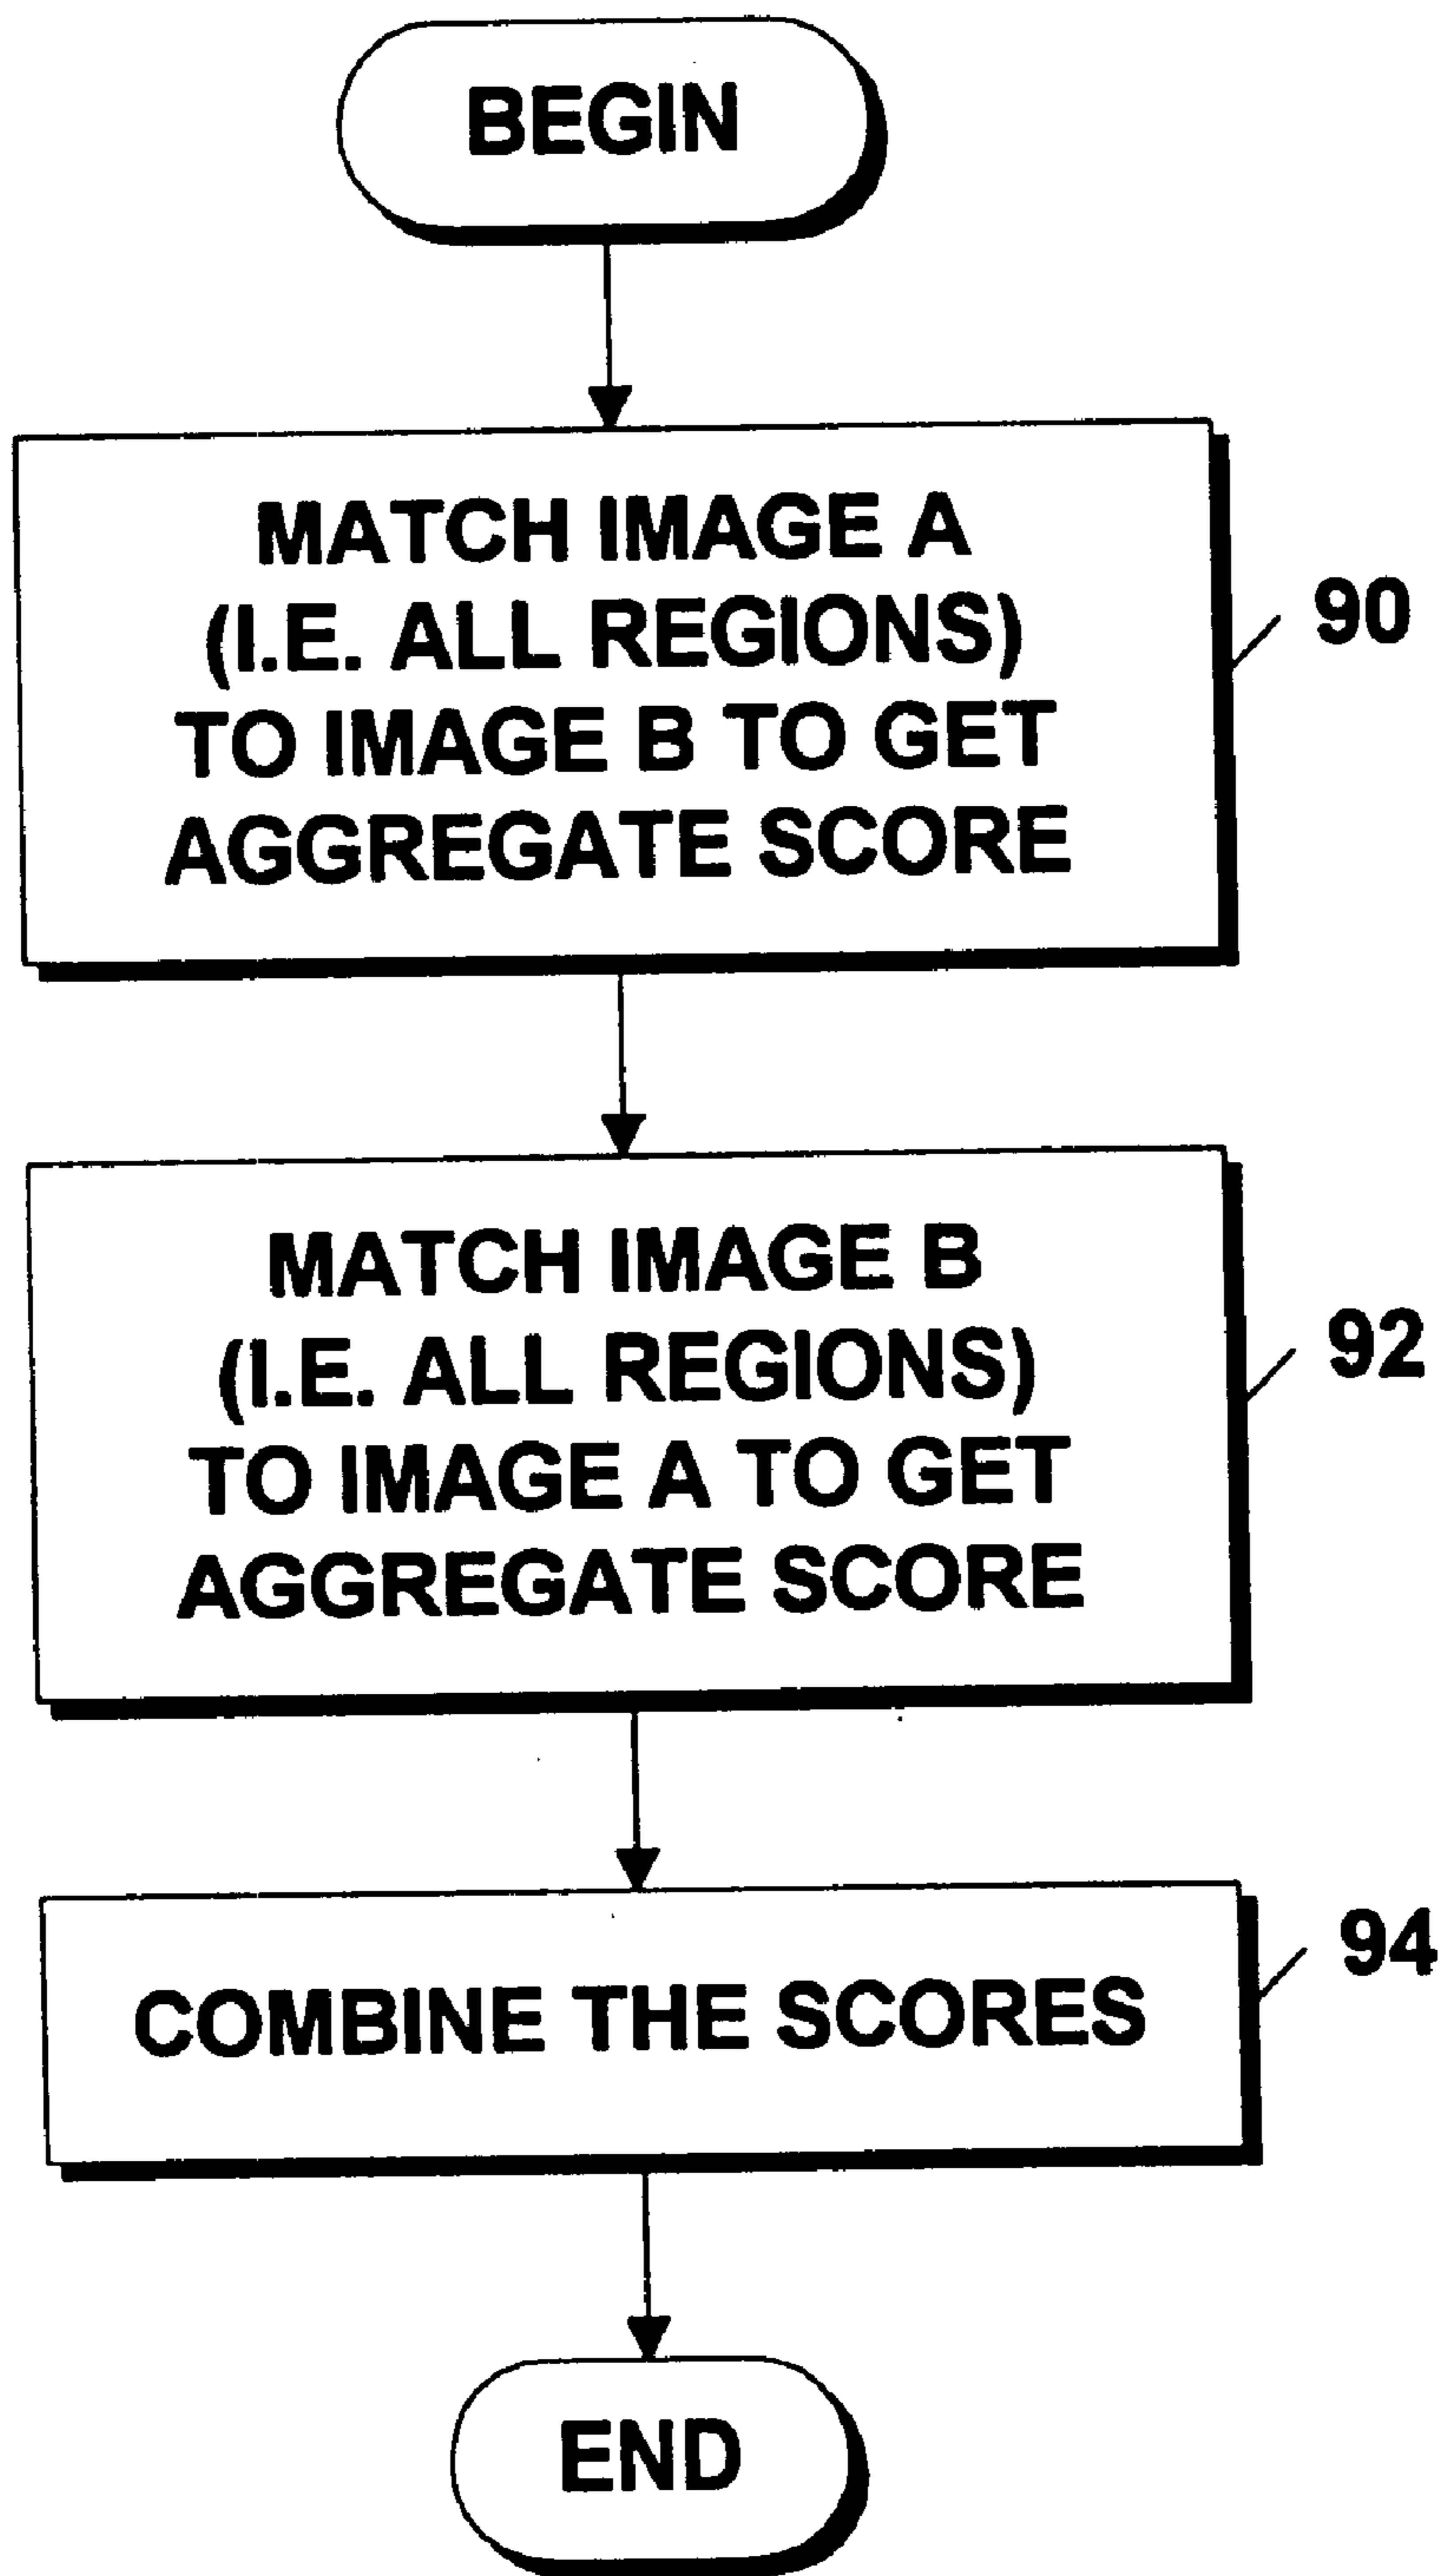 BEGIN
MATCH IMAGE A
(I.E. ALL REGIONS)
TO IMAGE B TO GET
AGGREGATE SCORE
90
MATCH IMAGE B
(I.E. ALL REGIONS)
TO IMAGE A TO GET
AGGREGATE SCORE
92
COMBINE THE SCORES
94
END